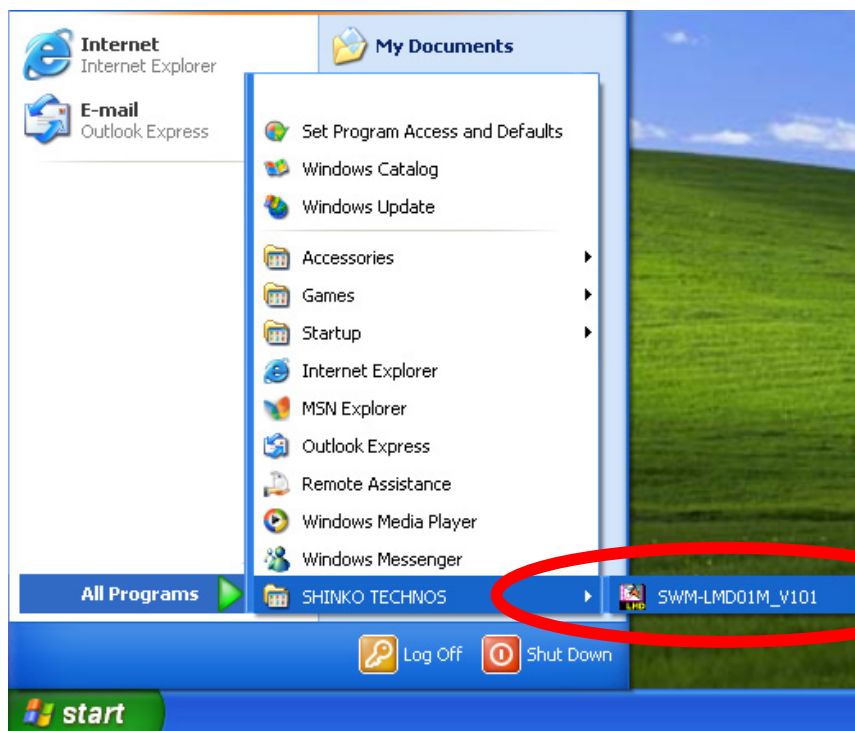 Internet
Internet Explorer
E-mail
Outlook Express
My Documents
Set Program Access and Defaults
Windows Catalog
Windows Update
Accessories
Games
Startup
Internet Explorer
MSN Explorer
Outlook Express
Remote Assistance
Windows Media Player
Windows Messenger
All Programs
SHINKO TECHNOS
LMD
SWM-LMD01M_V101
Log Off
Shut Down
start